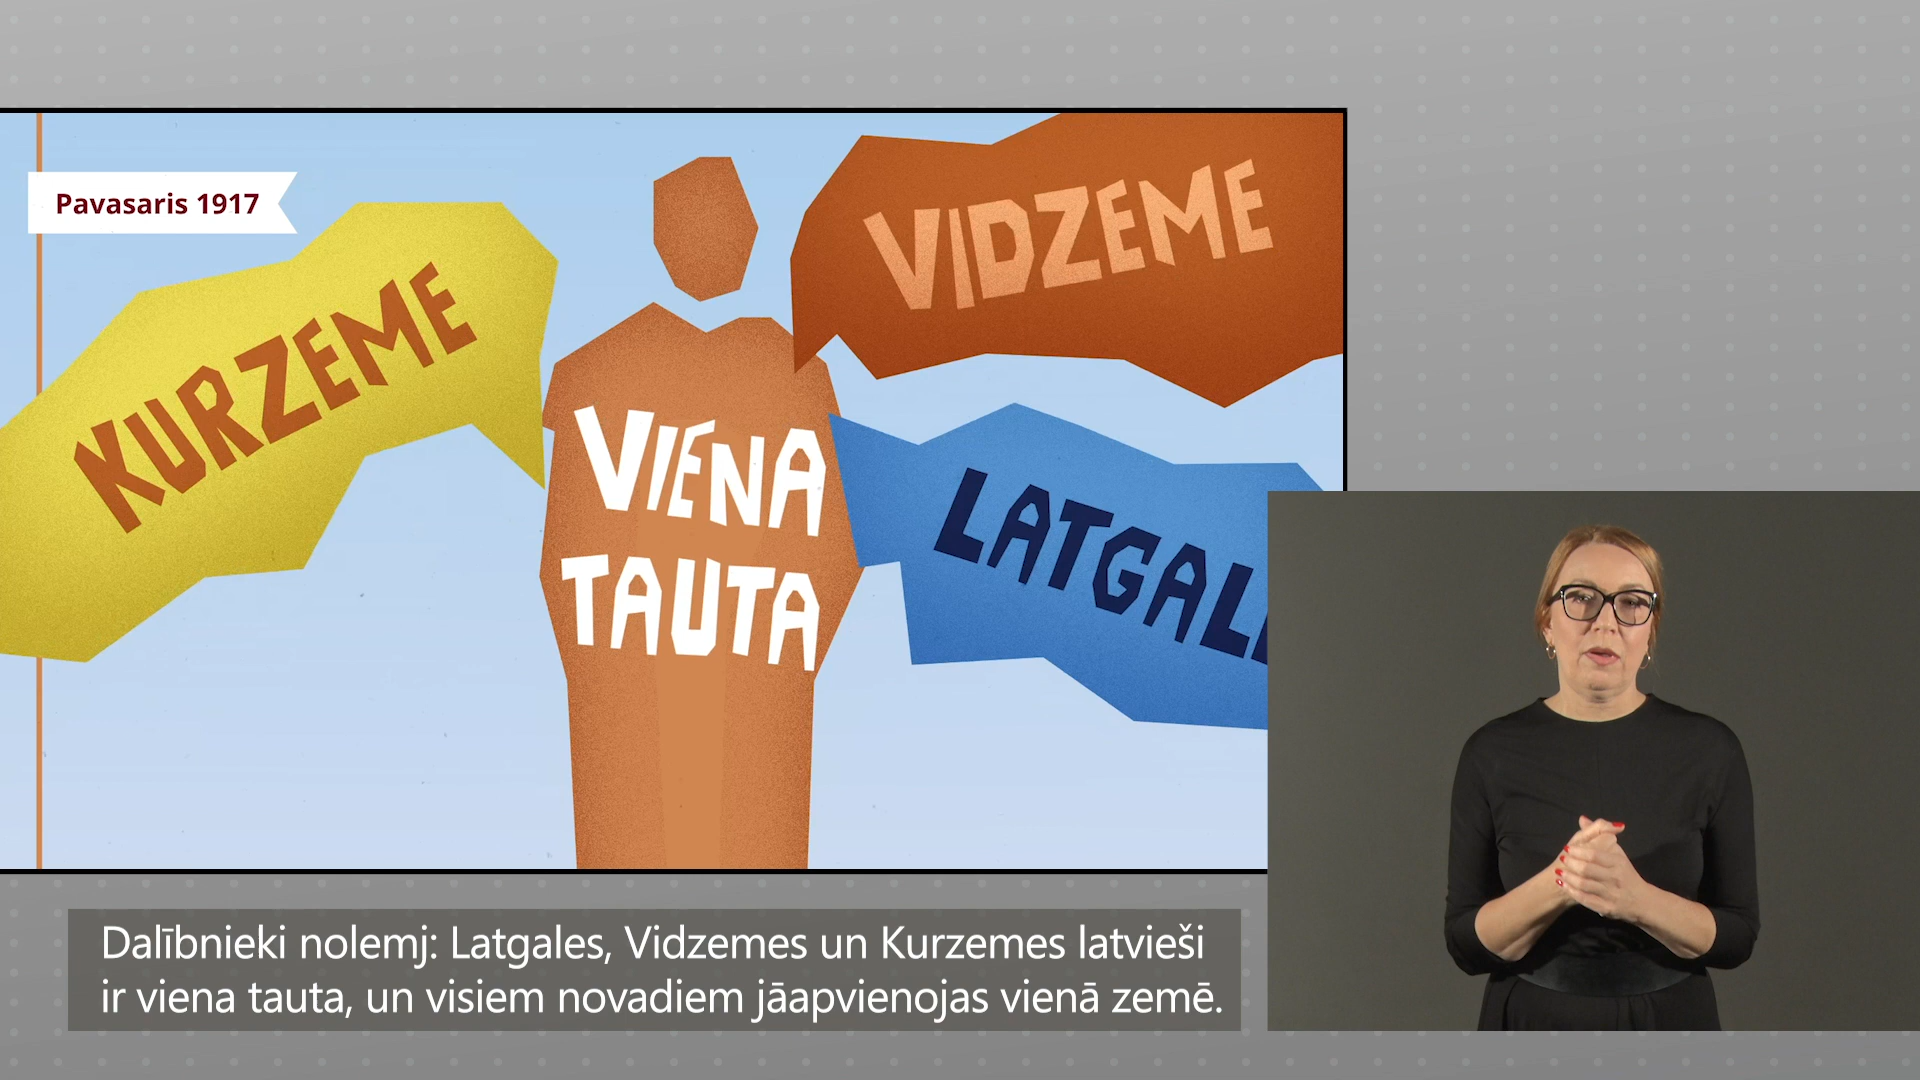 Pavasaris 1917
KURZEME
VIENA
TAUTA
VIDZEME
Dalībnieki nolemj: Latgales, Vidzemes un Kurzemes latvieši
ir viena tauta, un visiem novadiem jāapvienojas vienā zemē.